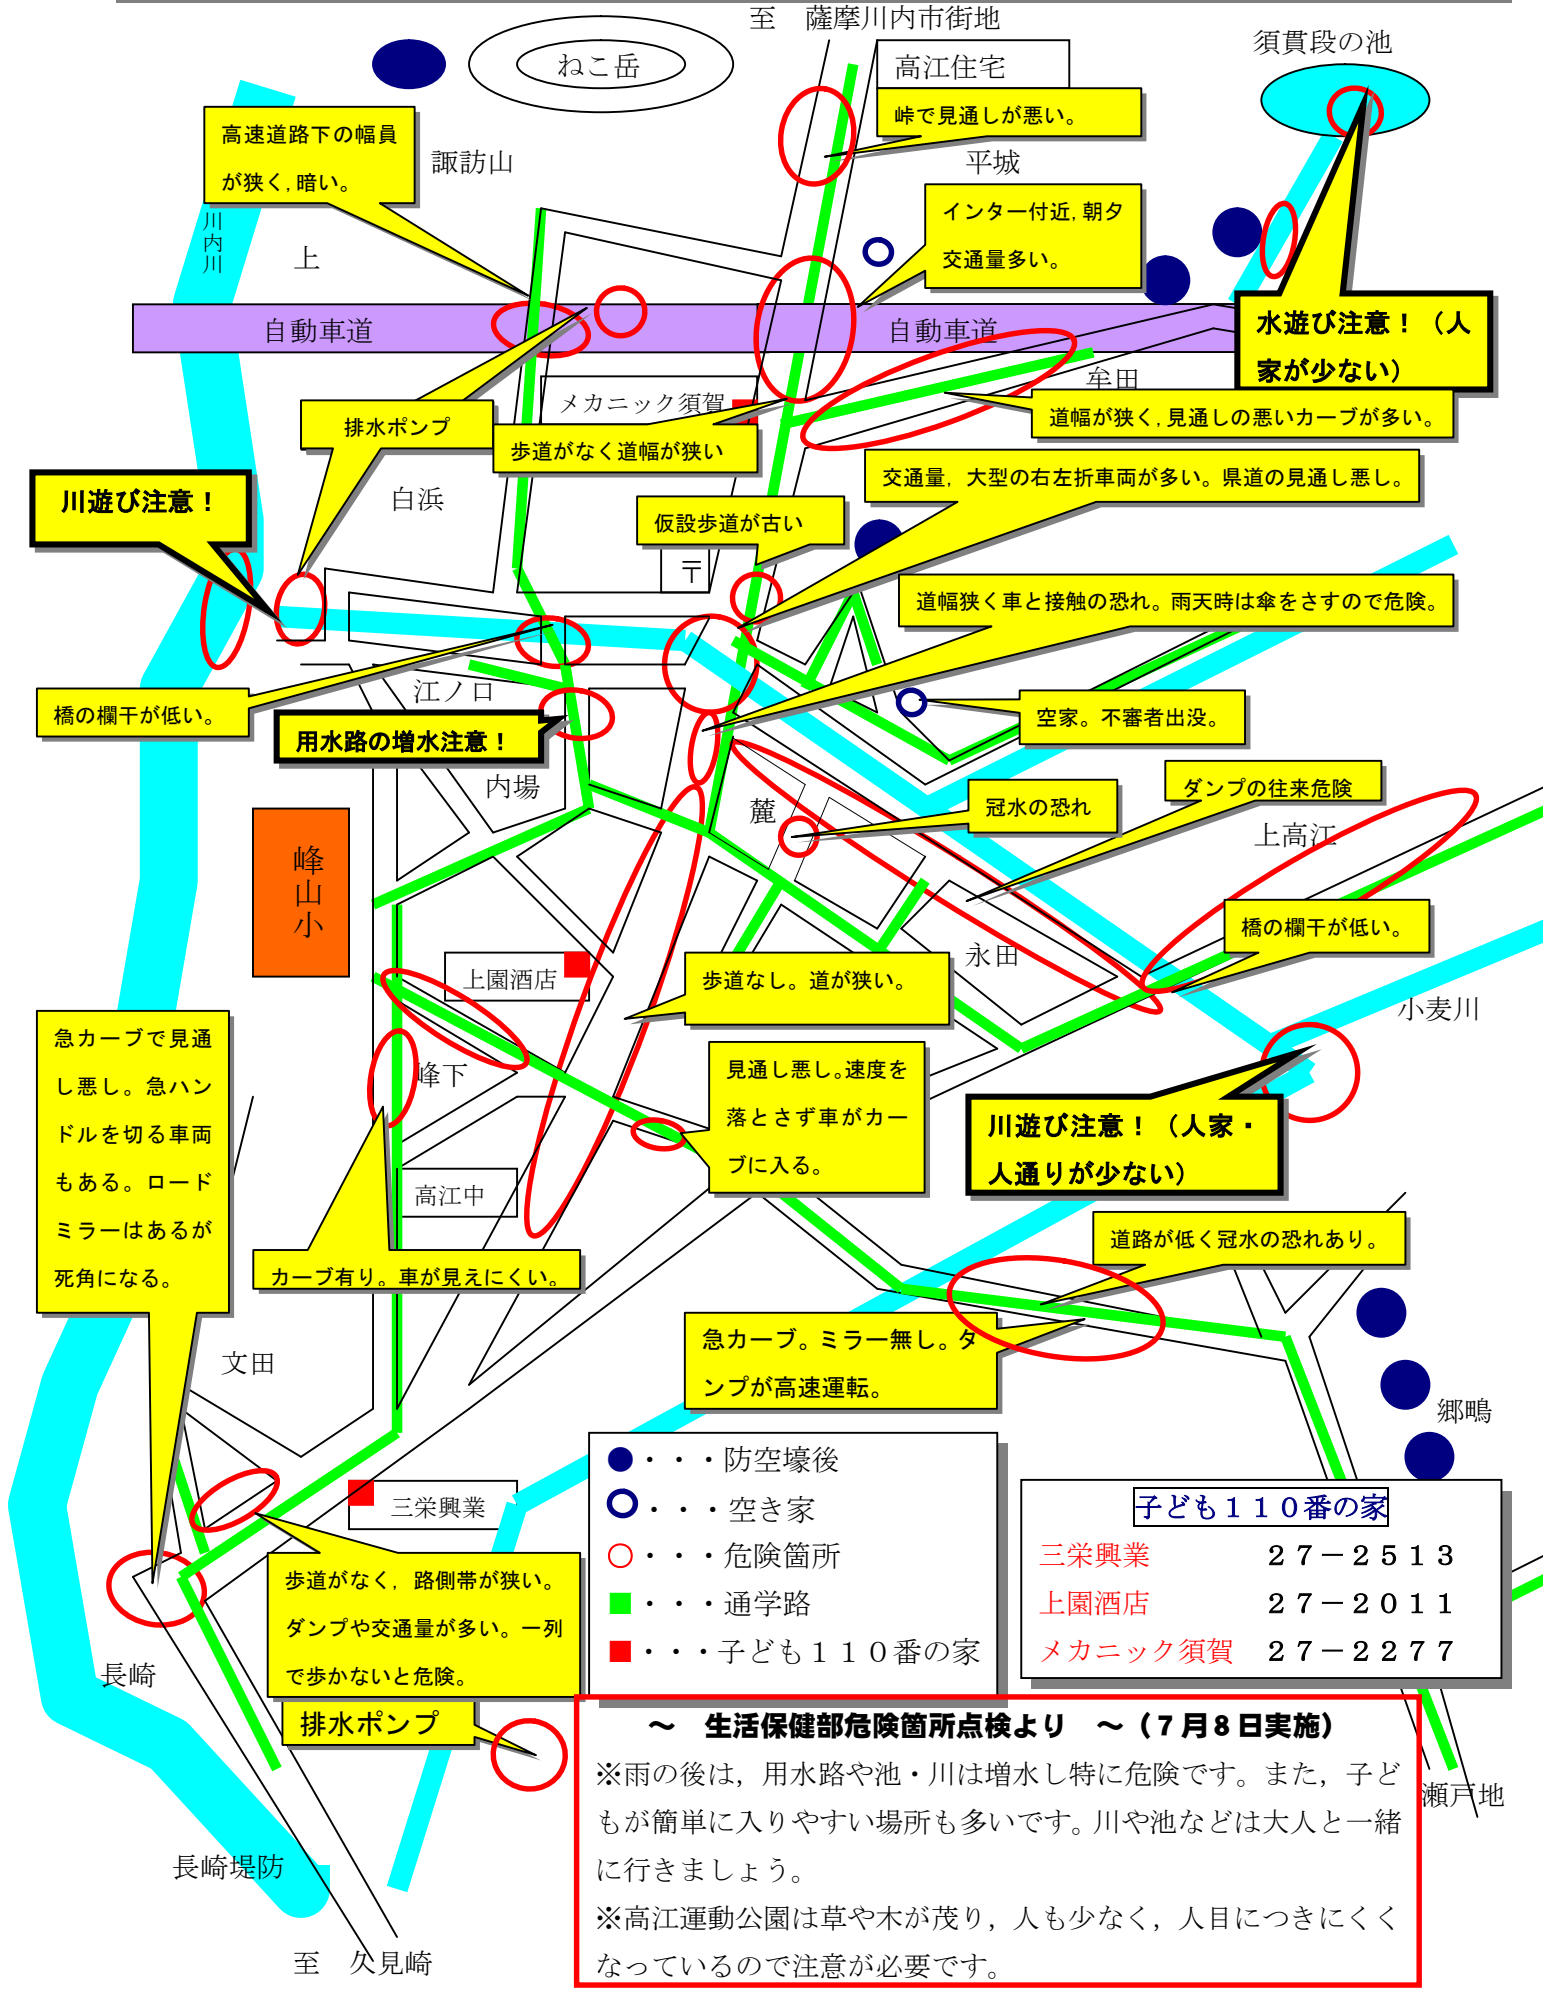 至　薩摩川内市街地
須貫段の池
ねこ岳
高江住宅
峠で見通しが悪い。
高速道路下の幅員
が狭く,暗い。
諏訪山
平城
インター付近,朝夕
交通量多い。
川内川
上
自動車道
自動車道
水遊び注意！（人
家が少ない）
牟田
メカニック須賀
道幅が狭く,見通しの悪いカーブが多い。
排水ポンプ
歩道がなく道幅が狭い
交通量，大型の右左折車両が多い。県道の見通し悪し。
川遊び注意！
白浜
仮設歩道が古い
〒
道幅狭く車と接触の恐れ。雨天時は傘をさすので危険。
江ノ口
橋の欄干が低い。
空家。不審者出没。
用水路の増水注意！
内場
麓
冠水の恐れ
ダンプの往来危険
上高江
峰山小
橋の欄干が低い。
永田
上園酒店
歩道なし。道が狭い。
小麦川
急カーブで見通
し悪し。急ハン
ドルを切る車両
もある。ロード
ミラーはあるが
死角になる。
峰下
見通し悪し。速度を
落とさず車がカー
ブに入る。
川遊び注意！（人家・
人通りが少ない）
高江中
道路が低く冠水の恐れあり。
カーブ有り。車が見えにくい。
急カーブ。ミラー無し。ダ
ンプが高速運転。
文田
郷鴫
●・・・防空壕後
○・・・空き家
○・・・危険箇所
■・・・通学路
■・・・子ども１１０番の家
子ども１１０番の家
三栄興業　２７－２５１３
上園酒店　２７－２０１１
メカニック須賀　２７－２２７７
三栄興業
歩道がなく，路側帯が狭い。
ダンプや交通量が多い。一列
で歩かないと危険。
長崎
排水ポンプ
～　生活保健部危険箇所点検より　～（７月８日実施）
※雨の後は，用水路や池・川は増水し特に危険です。また，子ど
もが簡単に入りやすい場所も多いです。川や池などは大人と一緒
に行きましょう。
※高江運動公園は草や木が茂り，人も少なく，人目につきにくく
なっているので注意が必要です。
瀬戸地
長崎堤防
至　久見崎